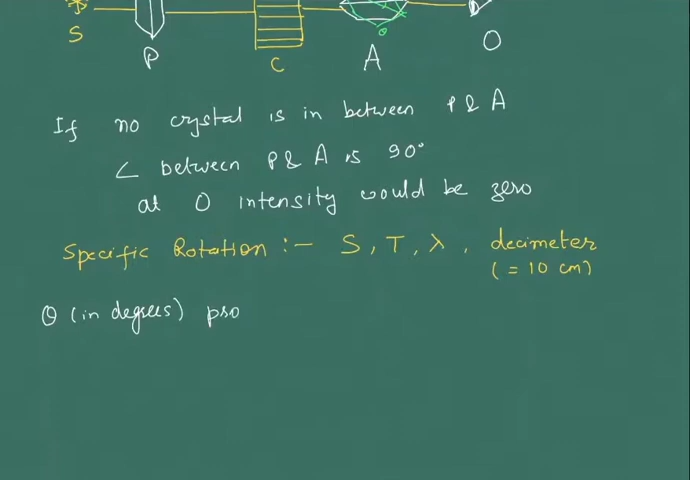 S P C A O
θ
If no crystal is in between P & A
∠ between P & A is 90°
at O intensity would be zero
Specific Rotation :- S, T, λ, decimeter
(= 10 cm)
θ (in degrees) pro